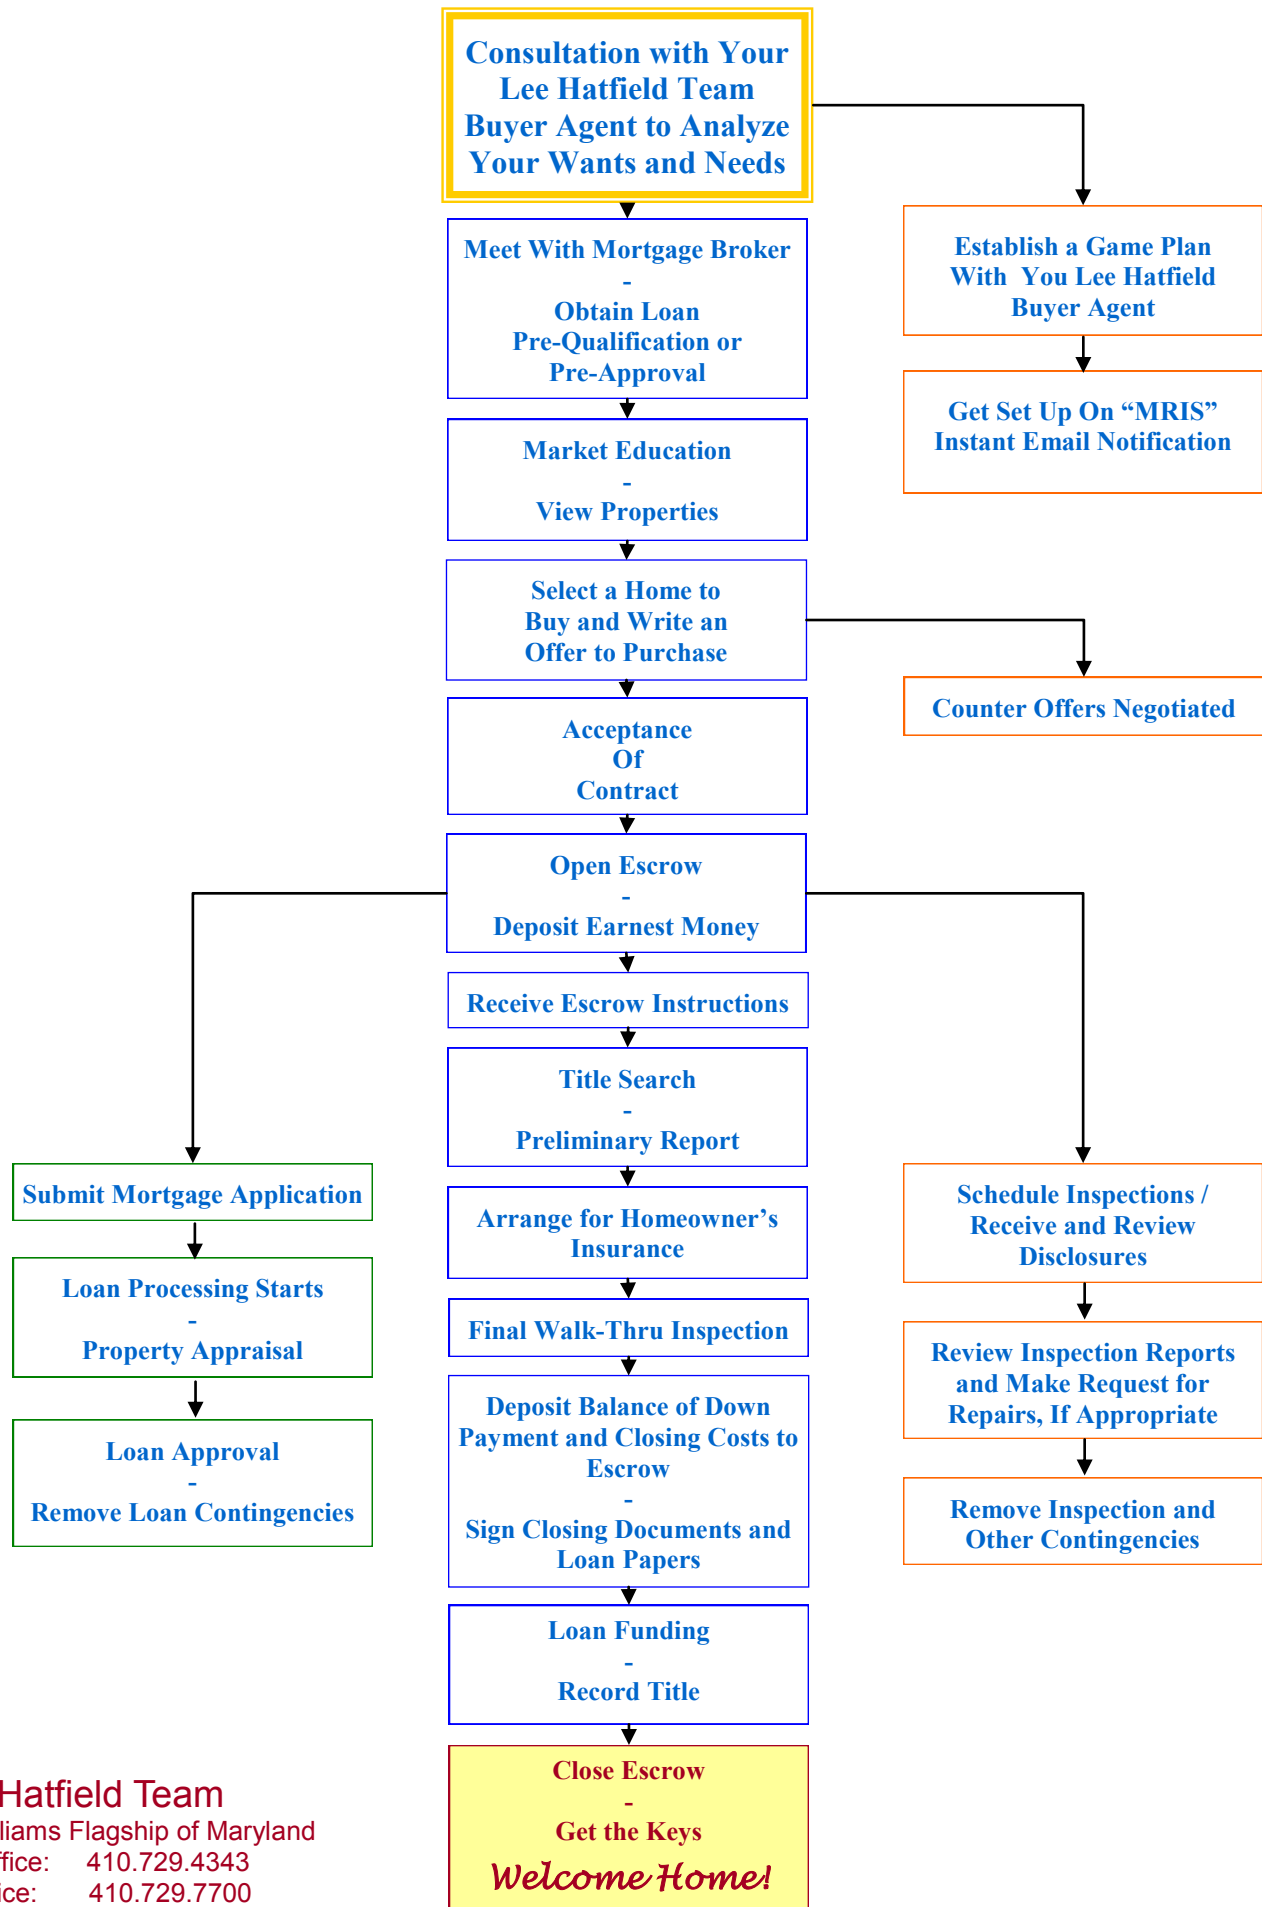 Consultation with Your
Lee Hatfield Team
Buyer Agent to Analyze
Your Wants and Needs
Establish a Game Plan
With You Lee Hatfield
Buyer Agent
Get Set Up On “MRIS”
Instant Email Notification
Meet With Mortgage Broker
-
Obtain Loan
Pre-Qualification or
Pre-Approval
Market Education
-
View Properties
Select a Home to
Buy and Write an
Offer to Purchase
Counter Offers Negotiated
Acceptance
Of
Contract
Open Escrow
-
Deposit Earnest Money
Receive Escrow Instructions
Title Search
-
Preliminary Report
Arrange for Homeowner’s
Insurance
Final Walk-Thru Inspection
Deposit Balance of Down
Payment and Closing Costs to
Escrow
-
Sign Closing Documents and
Loan Papers
Loan Funding
-
Record Title
Close Escrow
-
Get the Keys
Welcome Home!
Submit Mortgage Application
Loan Processing Starts
-
Property Appraisal
Loan Approval
-
Remove Loan Contingencies
Schedule Inspections /
Receive and Review
Disclosures
Review Inspection Reports
and Make Request for
Repairs, If Appropriate
Remove Inspection and
Other Contingencies
Hatfield Team
liams Flagship of Maryland
fice: 410.729.4343
ice: 410.729.7700